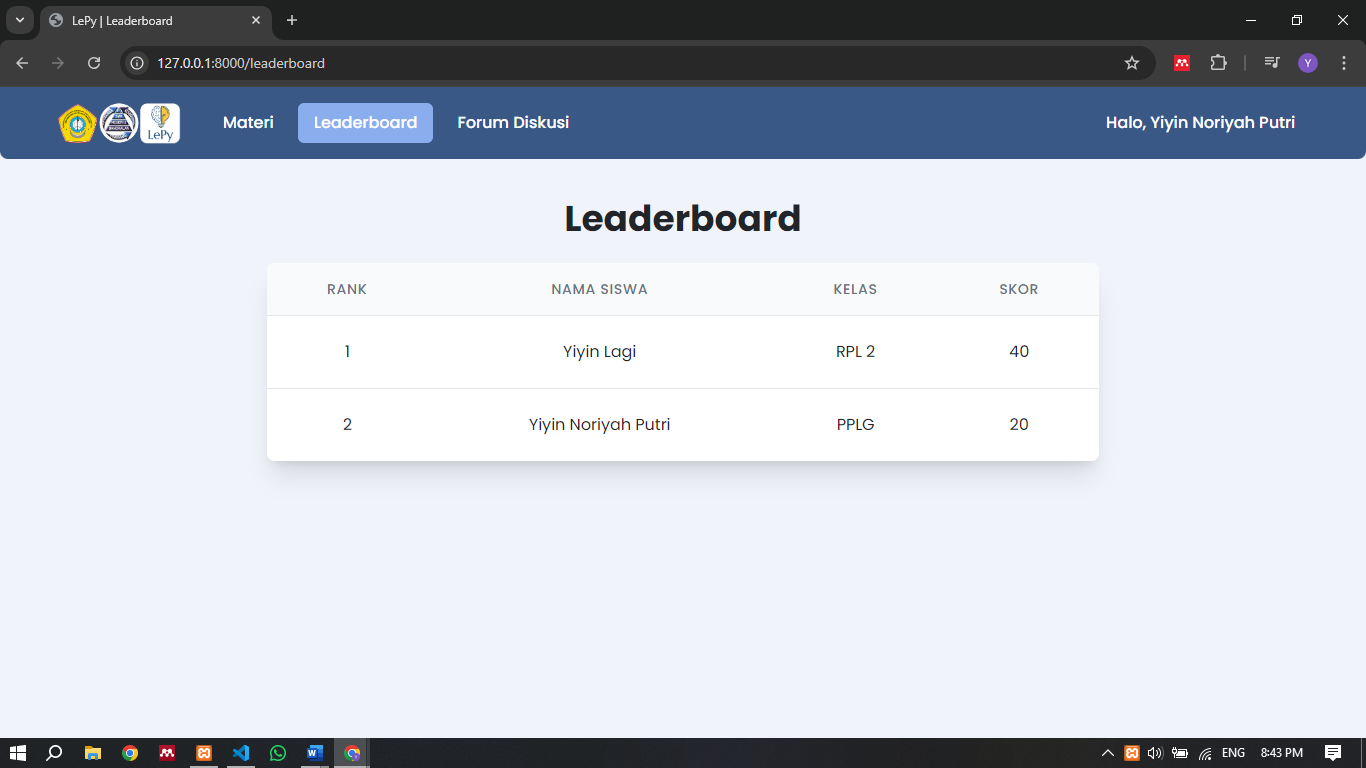 LePy | Leaderboard
127.0.0.1:8000/leaderboard
Y
LePy
Materi
Leaderboard
Forum Diskusi
Halo, Yiyin Noriyah Putri
Leaderboard
RANK NAMA SISWA KELAS SKOR
1 Yiyin Lagi RPL 2 40
2 Yiyin Noriyah Putri PPLG 20
ENG 8:43 PM